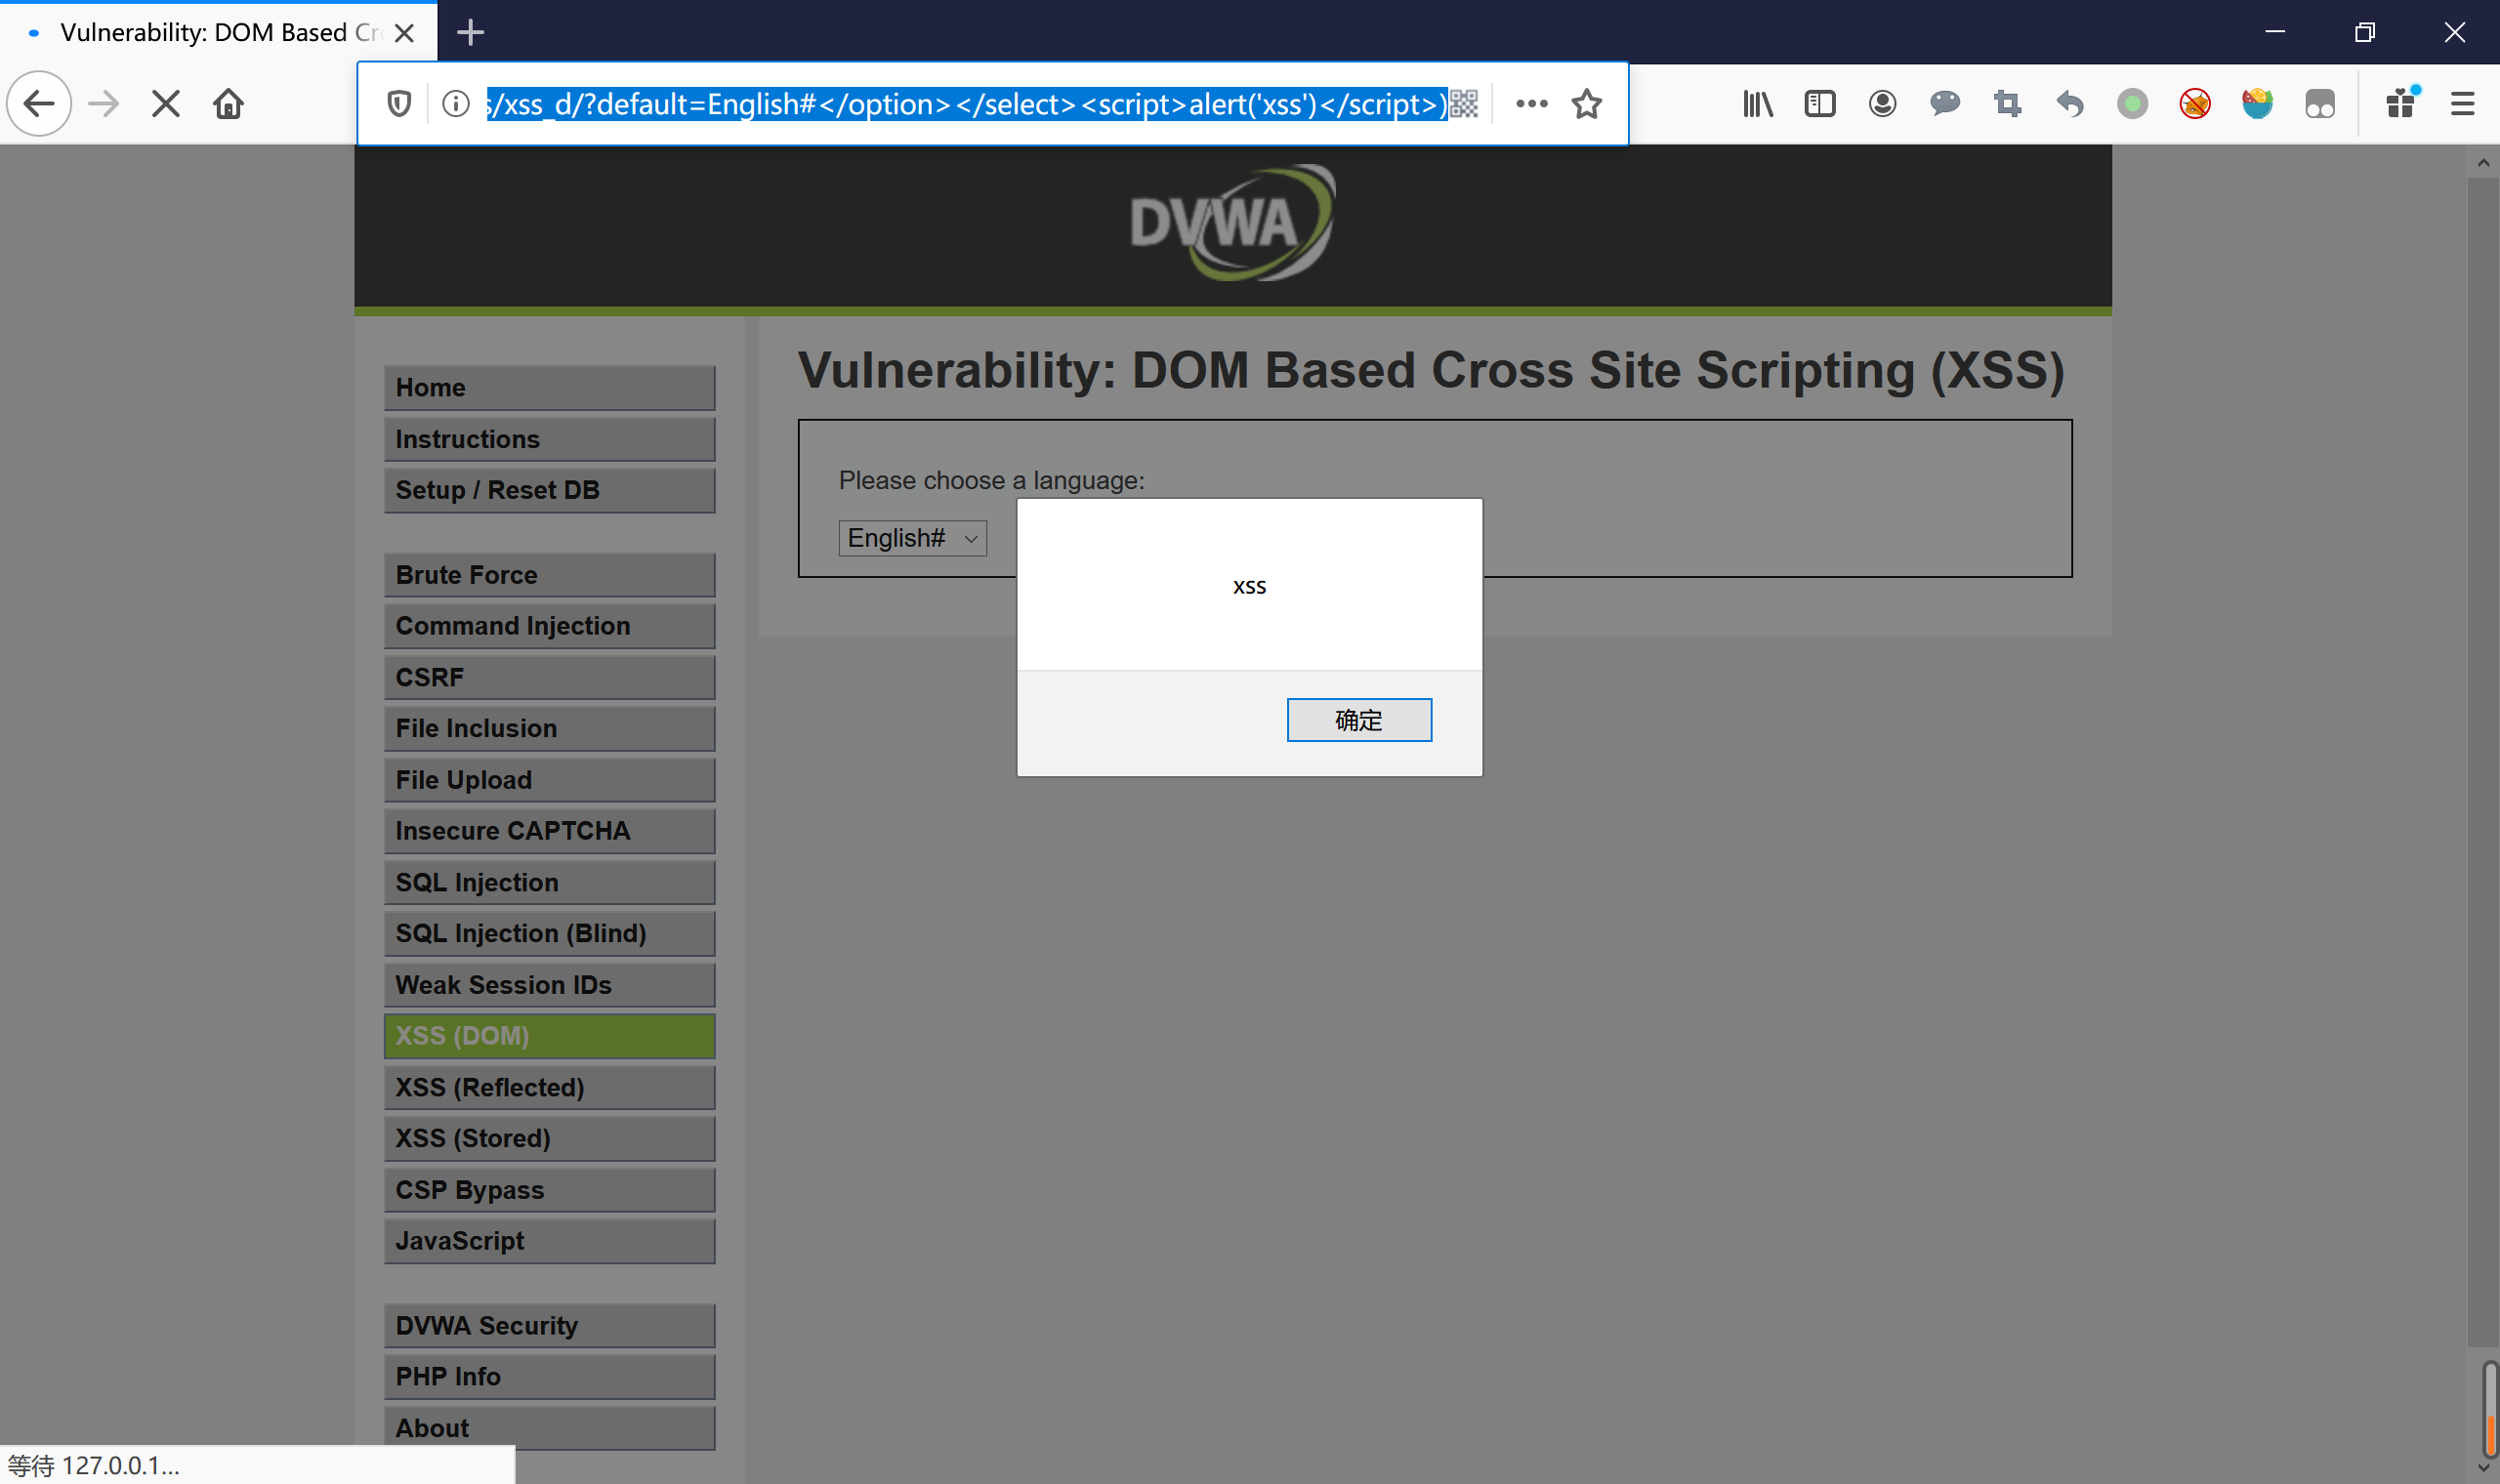 Vulnerability: DOM Based Cr
s/xss_d/?default=English#</option></select><script>alert('xss')</script>)
DVWA
Vulnerability: DOM Based Cross Site Scripting (XSS)
Please choose a language:
English#
xss
确定
Home
Instructions
Setup / Reset DB
Brute Force
Command Injection
CSRF
File Inclusion
File Upload
Insecure CAPTCHA
SQL Injection
SQL Injection (Blind)
Weak Session IDs
XSS (DOM)
XSS (Reflected)
XSS (Stored)
CSP Bypass
JavaScript
DVWA Security
PHP Info
About
等待 127.0.0.1...